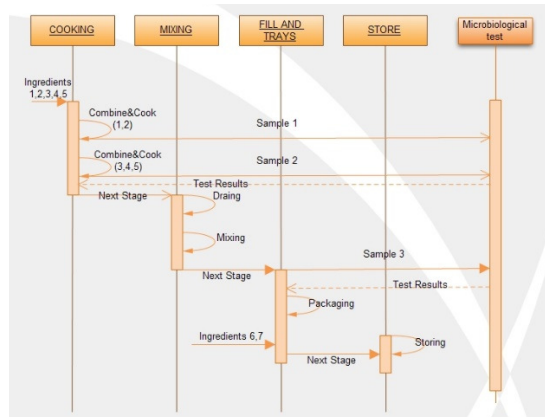 COOKING
MIXING
FILL AND
TRAYS
STORE
Microbiological
test
Ingredients
1,2,3,4,5
Combine&Cook
(1,2)
Sample 1
Combine&Cook
(3,4,5)
Sample 2
Test Results
Next Stage
Draing
Mixing
Sample 3
Next Stage
Test Results
Packaging
Ingredients 6,7
Storing
Next Stage